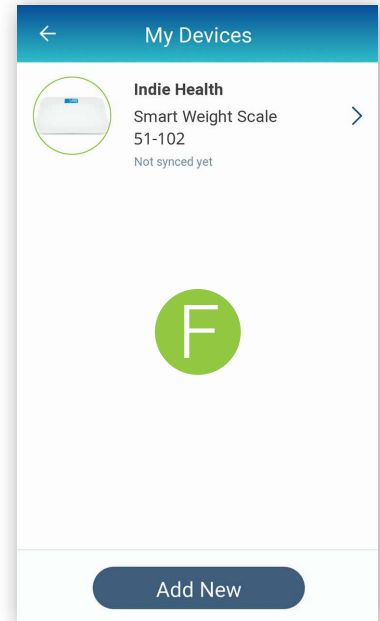 My Devices
Indie Health
Smart Weight Scale
51-102
Not synced yet
F
Add New